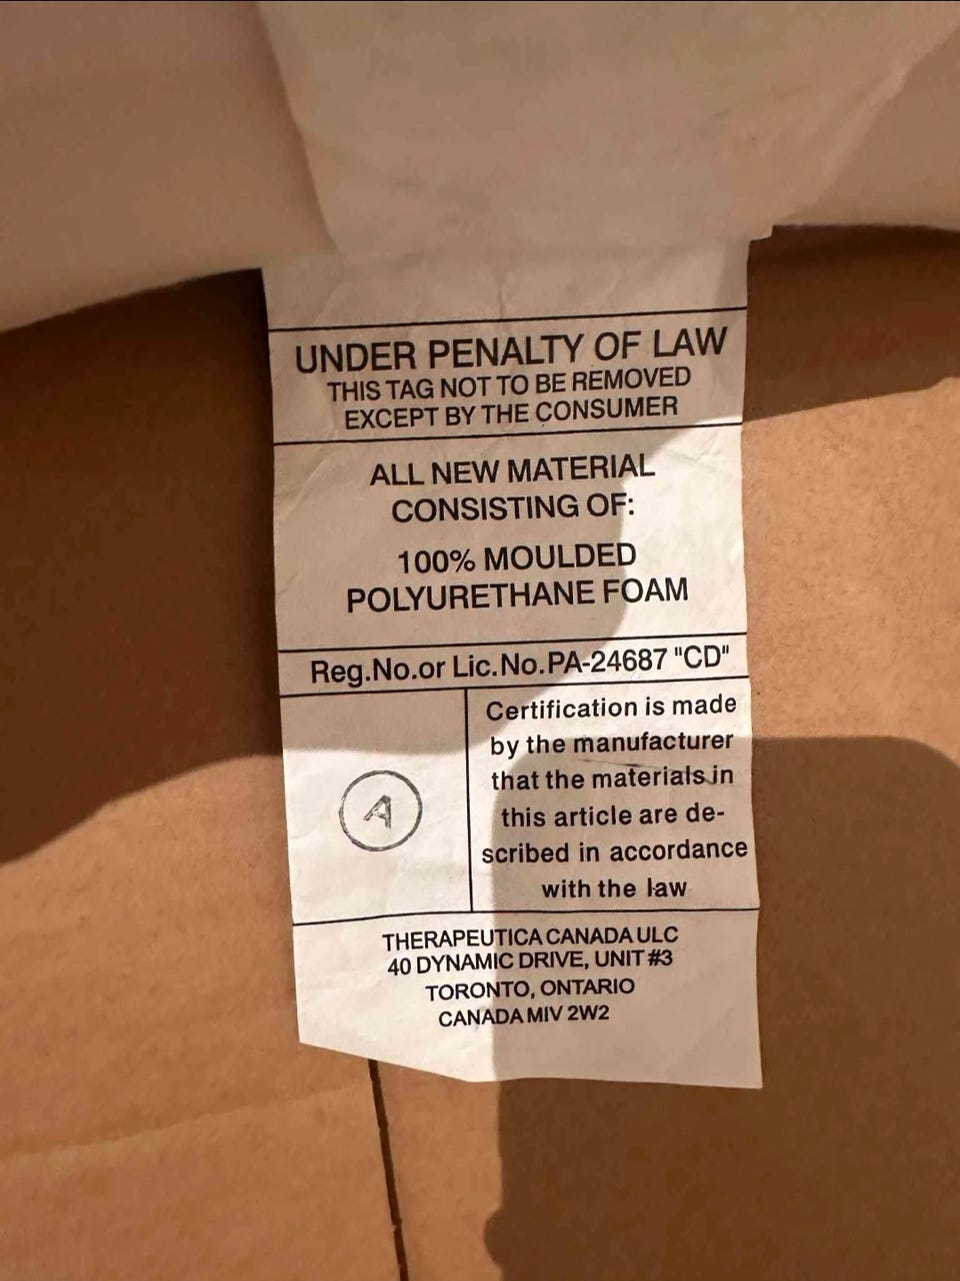 UNDER PENALTY OF LAW
THIS TAG NOT TO BE REMOVED
EXCEPT BY THE CONSUMER
ALL NEW MATERIAL
CONSISTING OF:
100% MOULDED
POLYURETHANE FOAM
Reg.No.or Lic.No.PA-24687 "CD"
A
Certification is made
by the manufacturer
that the materials in
this article are de-
scribed in accordance
with the law
THERAPEUTICA CANADA ULC
40 DYNAMIC DRIVE, UNIT #3
TORONTO, ONTARIO
CANADA MIV 2W2